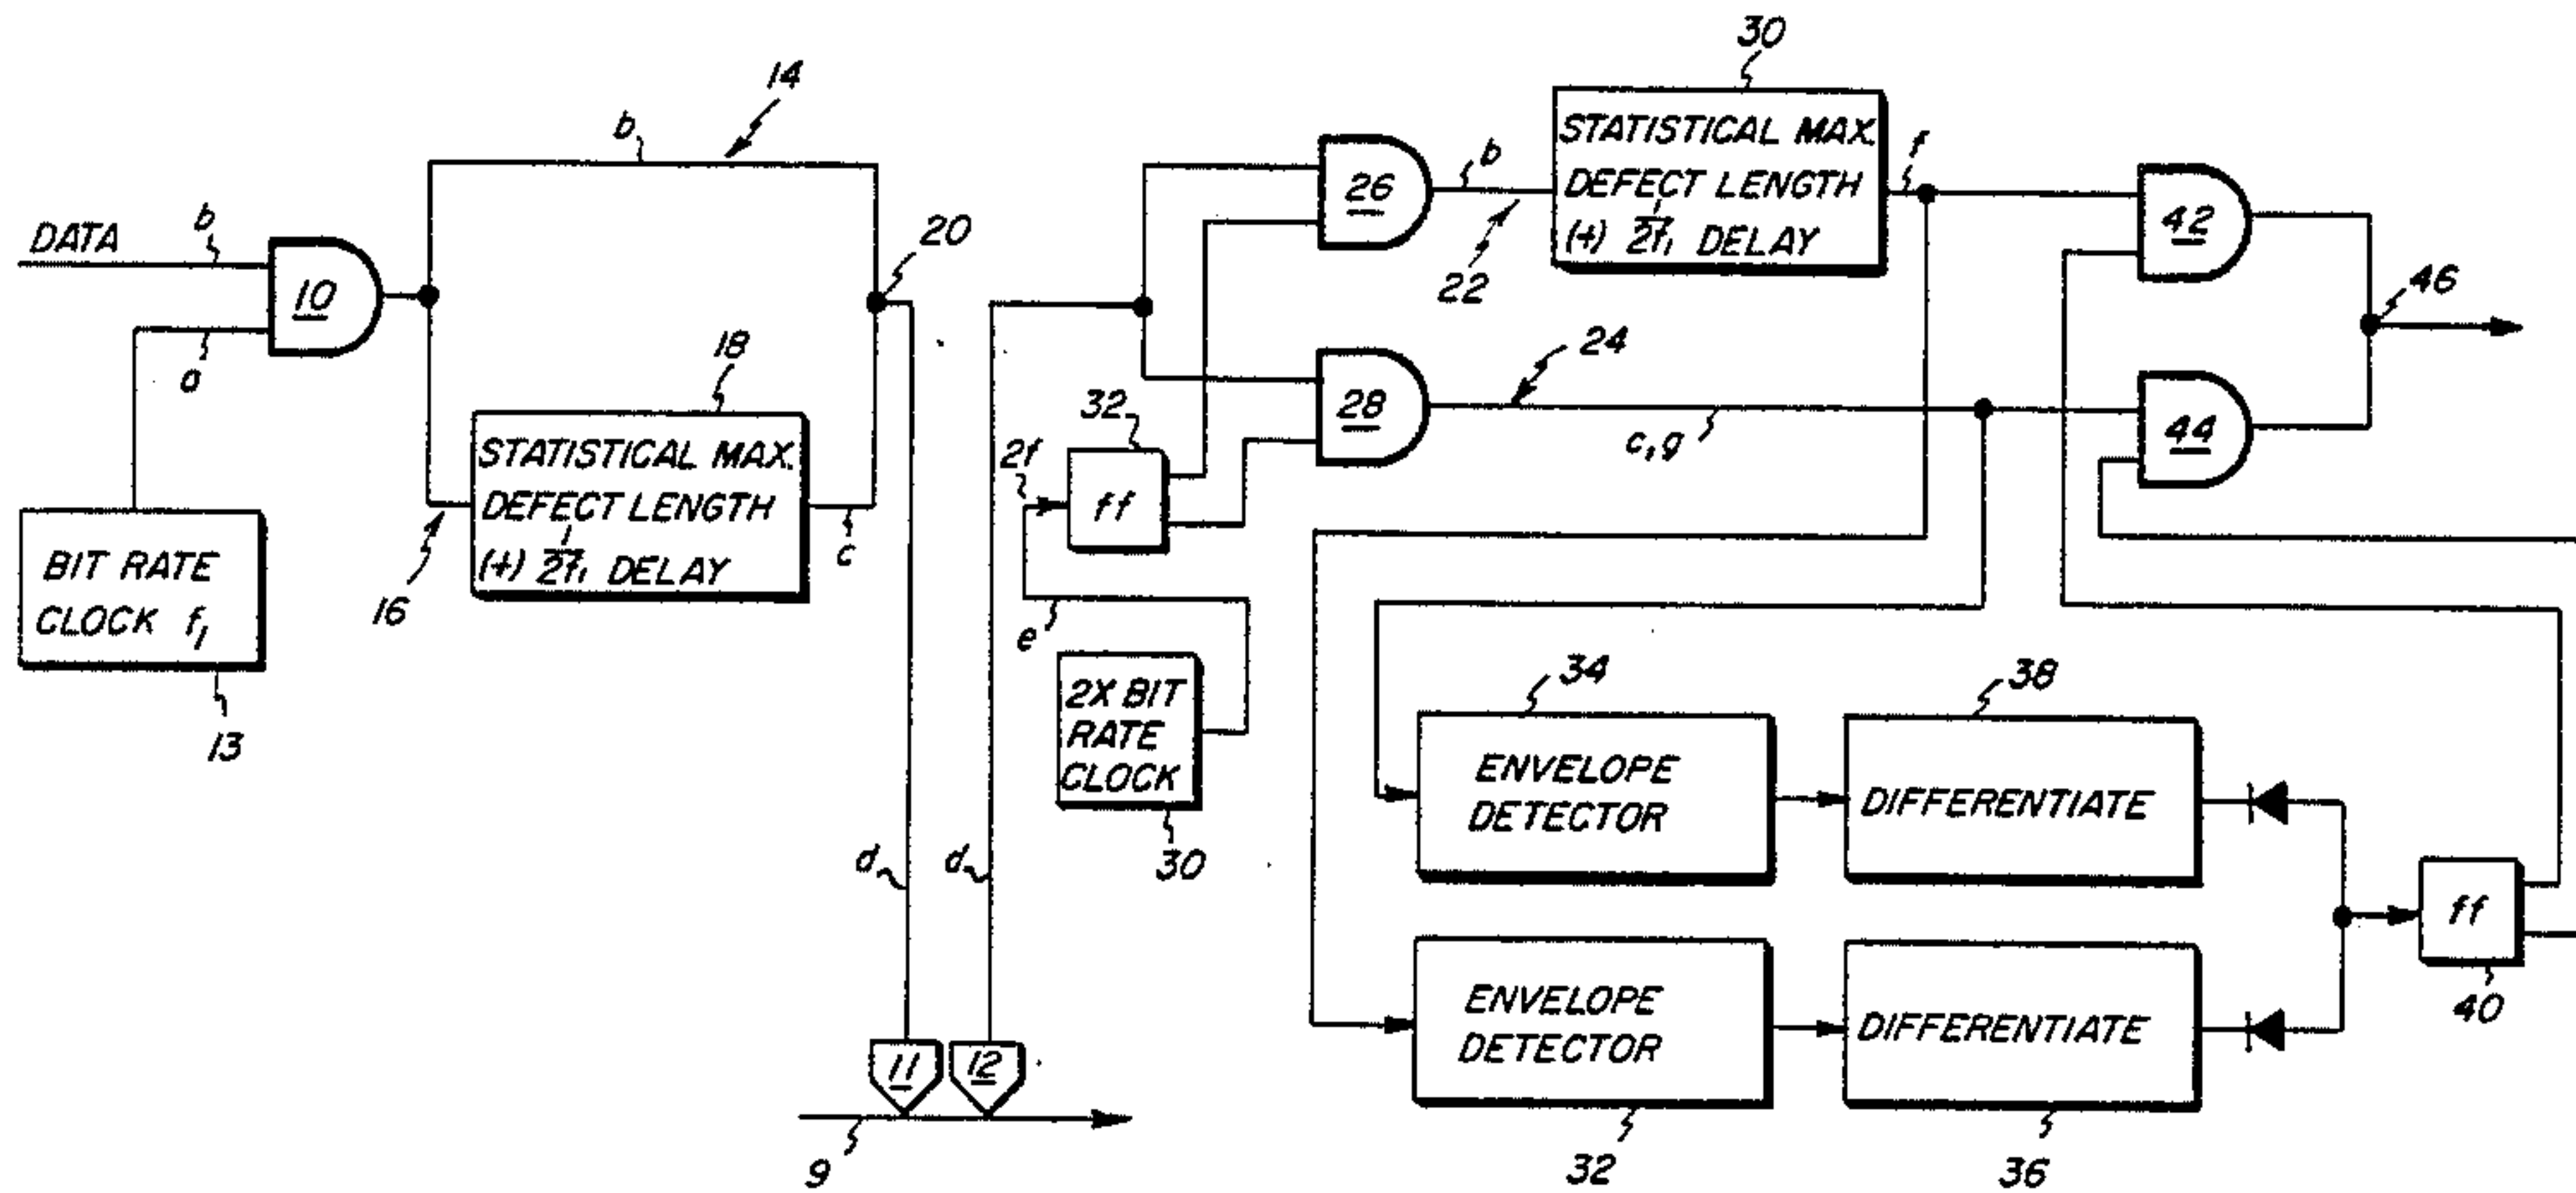 DATA
b
10
a
BIT RATE
CLOCK f1
13
14
b
16
18
STATISTICAL MAX.
DEFECT LENGTH
(+) 1/2f1 DELAY
c
20
d
11
d
12
9
26
b
22
30
STATISTICAL MAX.
DEFECT LENGTH
(+) 1/2f1 DELAY
f
28
24
c,g
32
2f
ff
e
2X BIT
RATE
CLOCK
30
42
44
46
34
ENVELOPE
DETECTOR
38
DIFFERENTIATE
ENVELOPE
DETECTOR
32
DIFFERENTIATE
36
ff
40